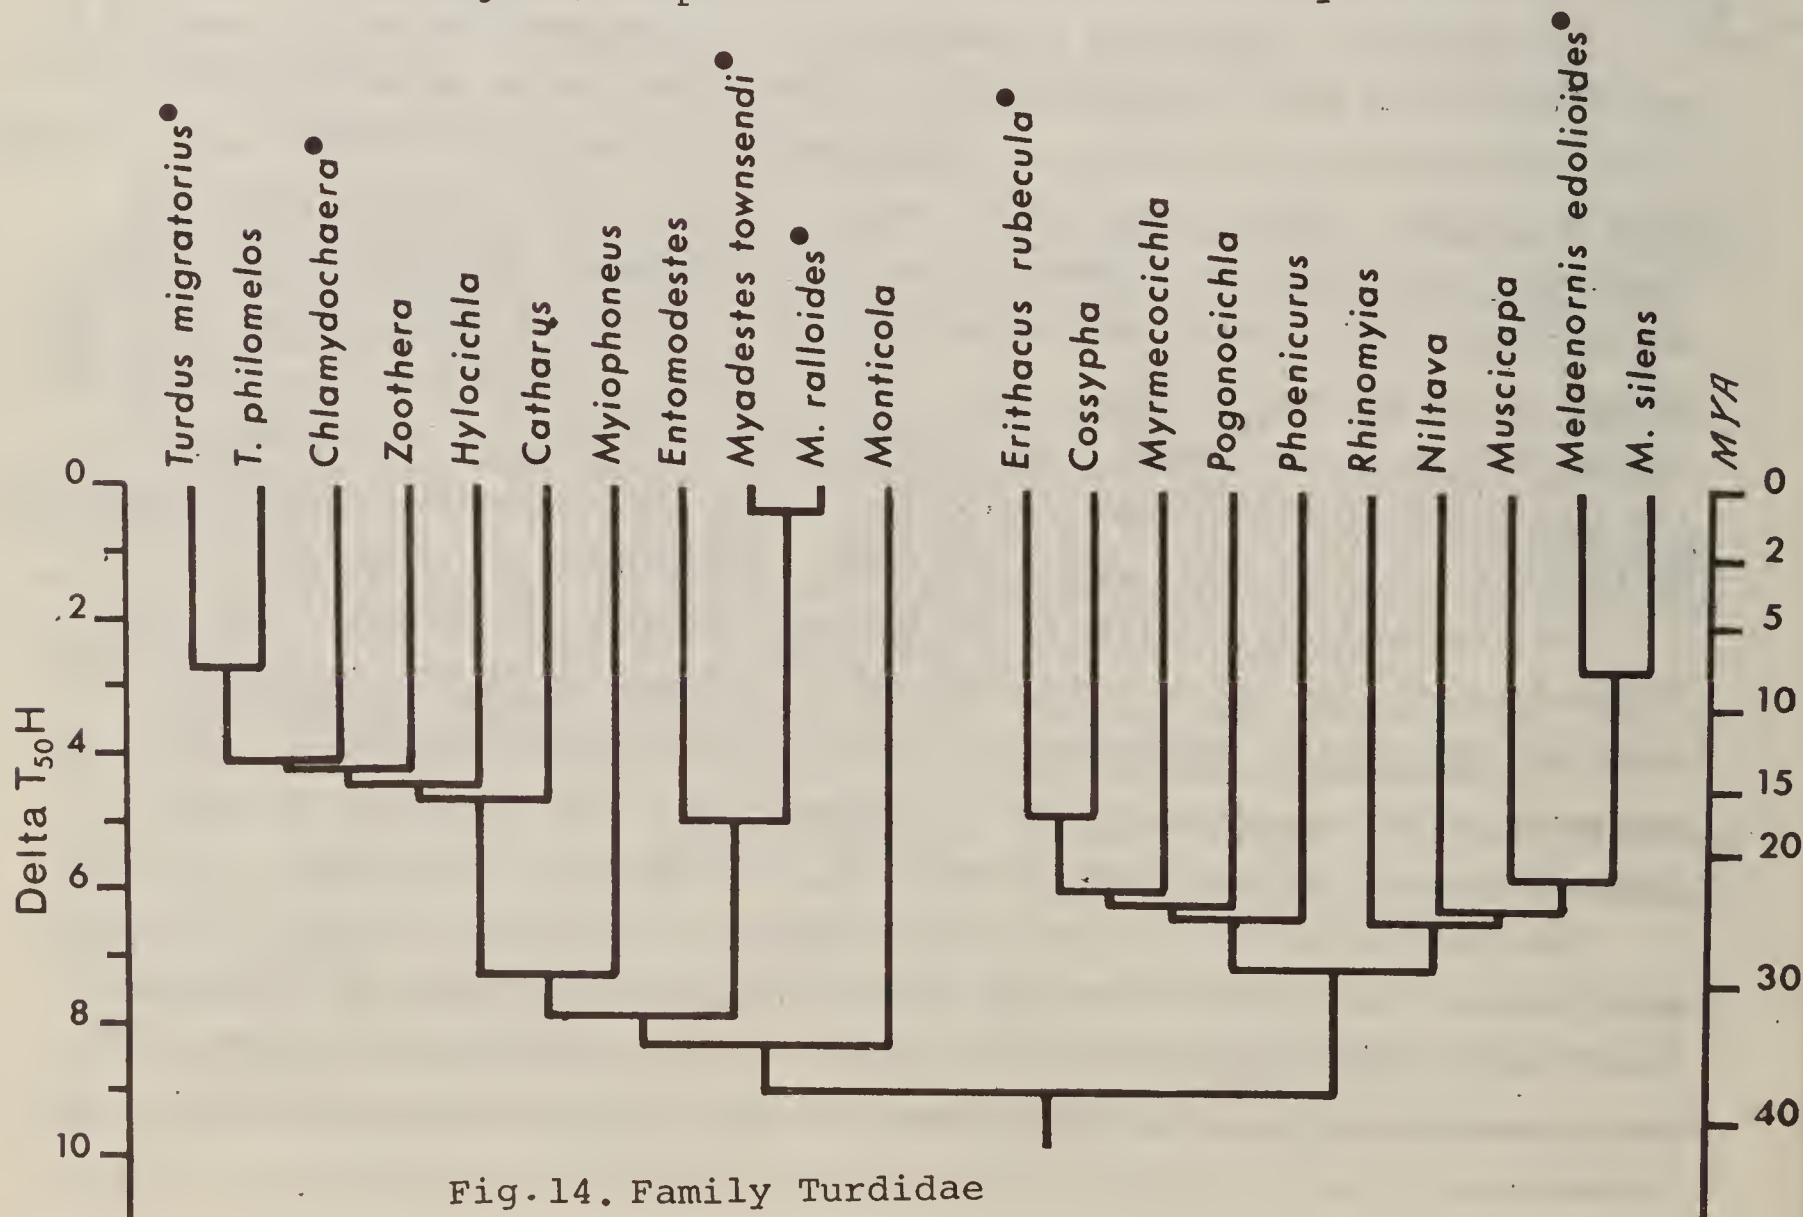 Turdus migratorius●
T. philomelos
Chlamydochaera●
Zoothera
Hylocichla
Catharus
Myiophoneus
Entomodestes
Myadestes townsendi●
M. ralloides●
Monticola
Erithacus rubecula●
Cossypha
Myrmecocichla
Pogonocichla
Phoenicurus
Rhinomyias
Niltava
Muscicapa
Melaenornis edolioides●
M. silens
MYA
Delta T₅₀H
0
2
4
6
8
10
0
2
5
10
15
20
30
40
Fig.14. Family Turdidae